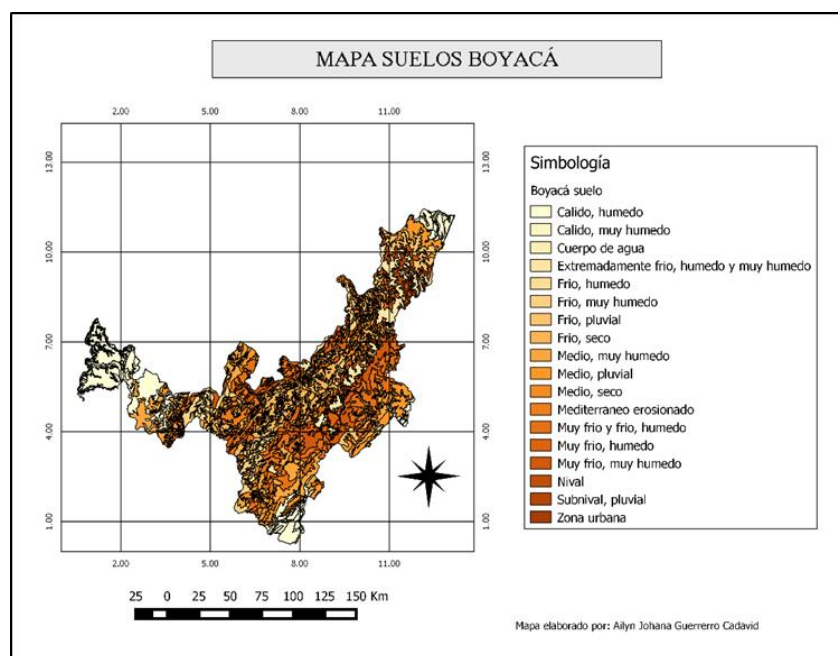 MAPA SUELOS BOYACÁ
2.00 5.00 8.00 11.00
13.00 13.00
10.00 10.00
7.00 7.00
4.00 4.00
1.00 1.00
2.00 5.00 8.00 11.00
25 0 25 50 75 100 125 150 Km
Simbología
Boyacá suelo
Calido, humedo
Calido, muy humedo
Cuerpo de agua
Extremadamente frio, humedo y muy humedo
Frio, humedo
Frio, muy humedo
Frio, pluvial
Frio, seco
Medio, muy humedo
Medio, pluvial
Medio, seco
Mediterraneo erosionado
Muy frio y frio, humedo
Muy frio, humedo
Muy frio, muy humedo
Nival
Subnival, pluvial
Zona urbana
Mapa elaborado por: Ailyn Johana Guerrerro Cadavid